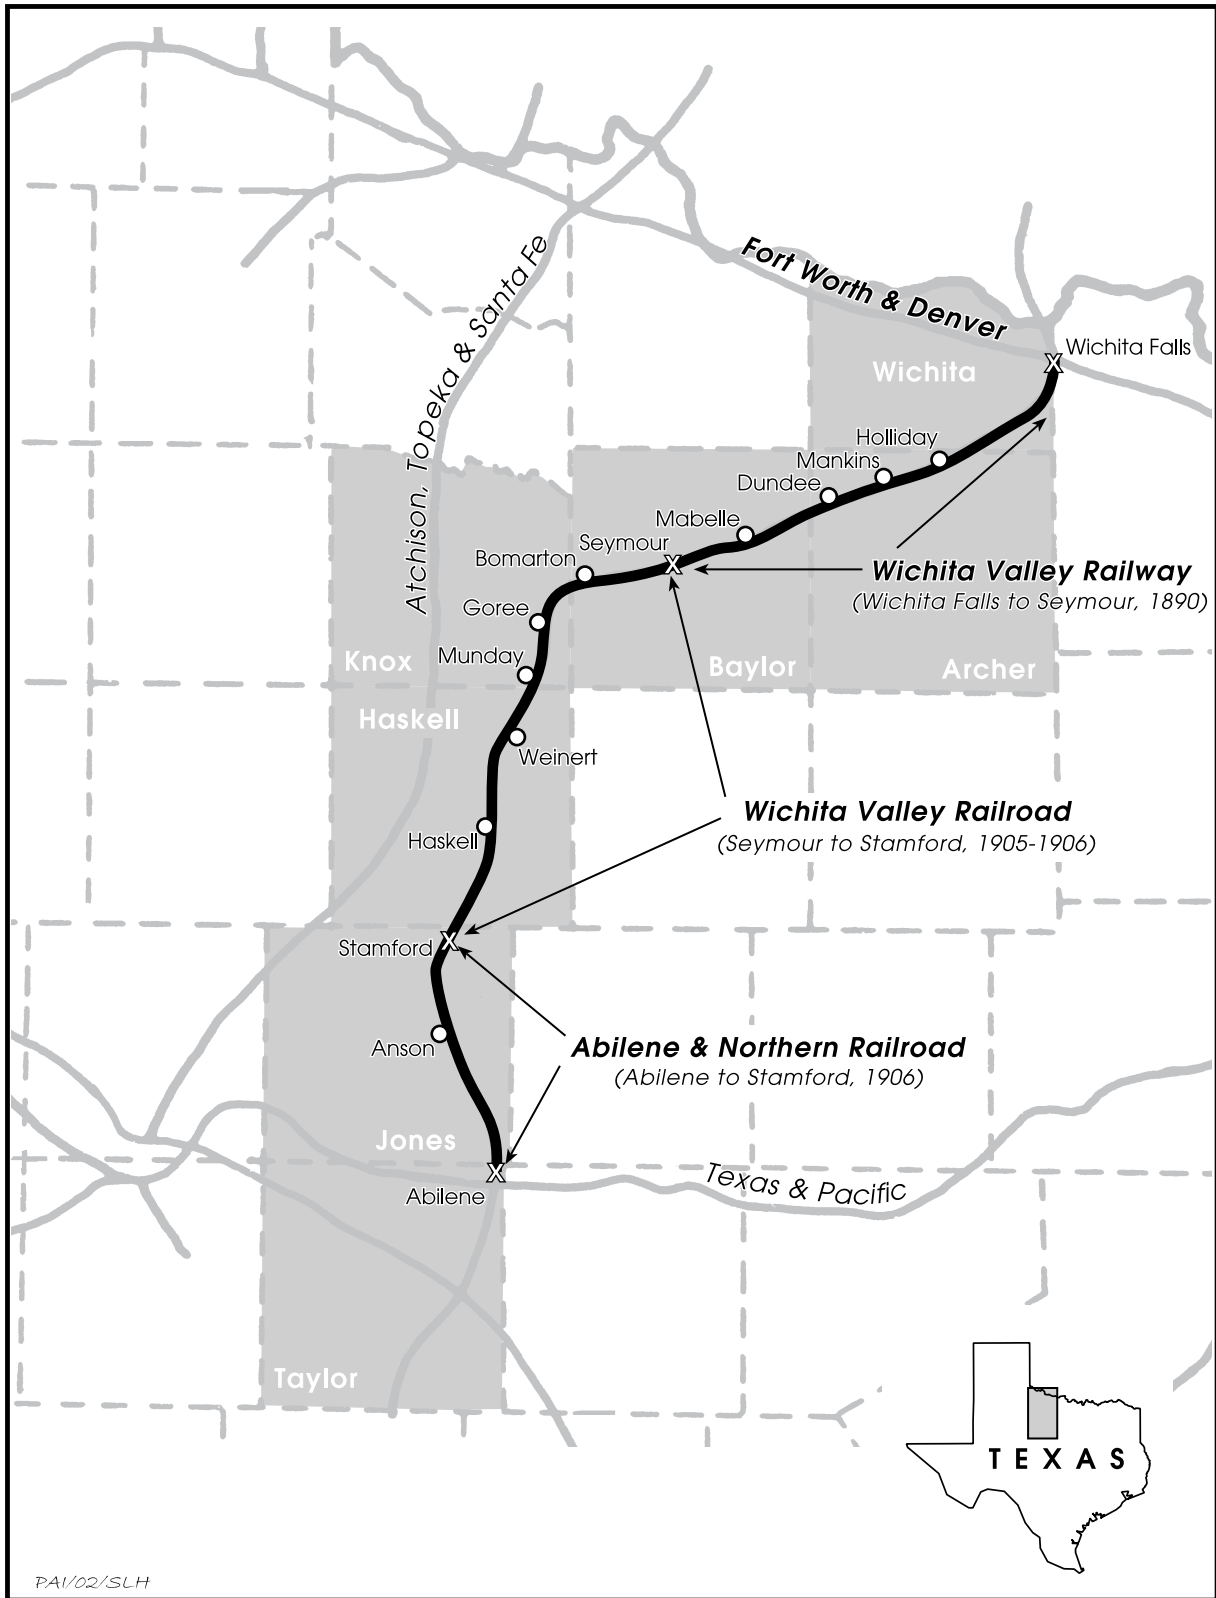 Fort Worth & Denver
Atchison, Topeka & Santa Fe
Wichita Falls
Wichita
Holliday
Mankins
Dundee
Mabelle
Seymour
Bomarton
Wichita Valley Railway
(Wichita Falls to Seymour, 1890)
Goree
Munday
Knox
Baylor
Archer
Haskell
Weinert
Wichita Valley Railroad
(Seymour to Stamford, 1905-1906)
Haskell
Stamford
Anson
Abilene & Northern Railroad
(Abilene to Stamford, 1906)
Jones
Abilene
Texas & Pacific
Taylor
TEXAS
PAI/02/SLH